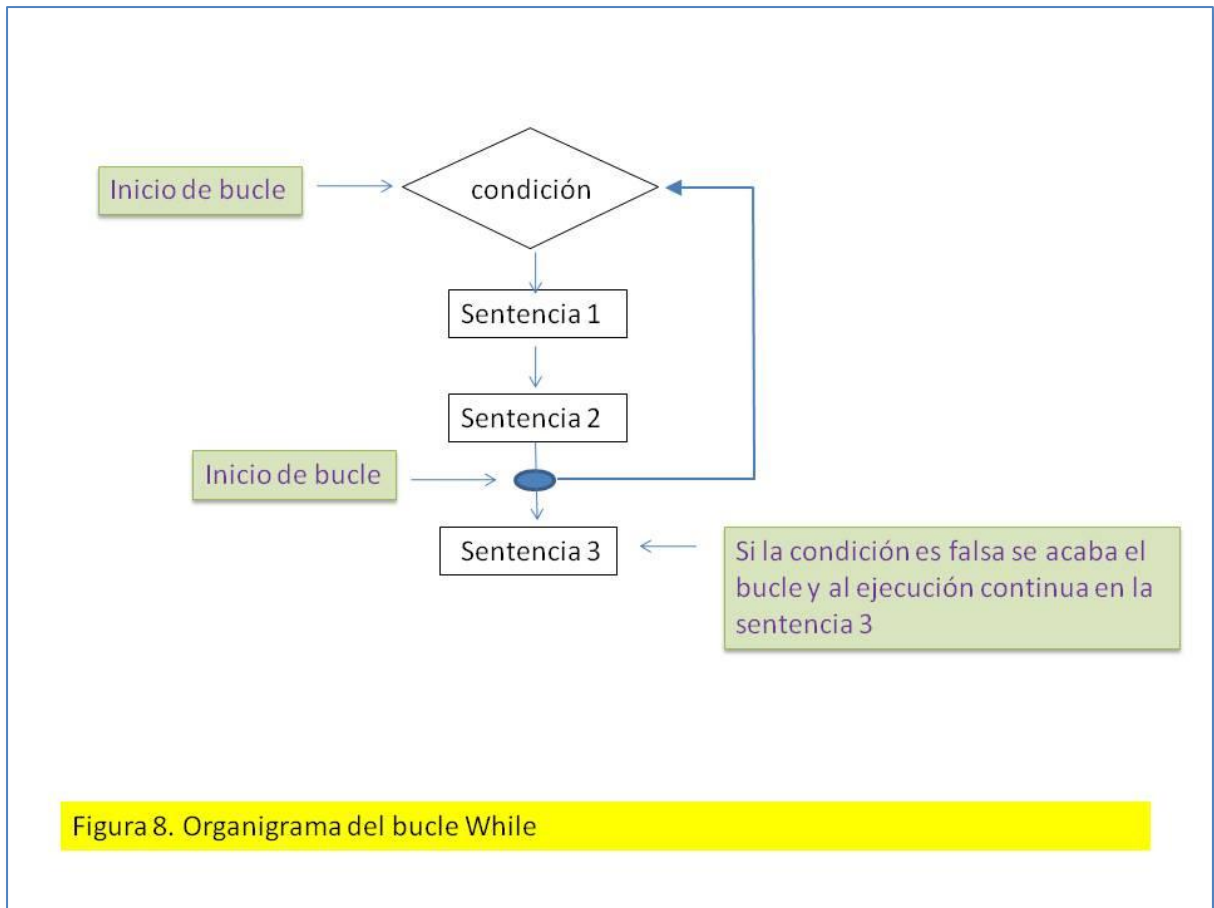 Inicio de bucle
condición
Sentencia 1
Sentencia 2
Inicio de bucle
Sentencia 3
Si la condición es falsa se acaba el
bucle y al ejecución continua en la
sentencia 3
Figura 8. Organigrama del bucle While